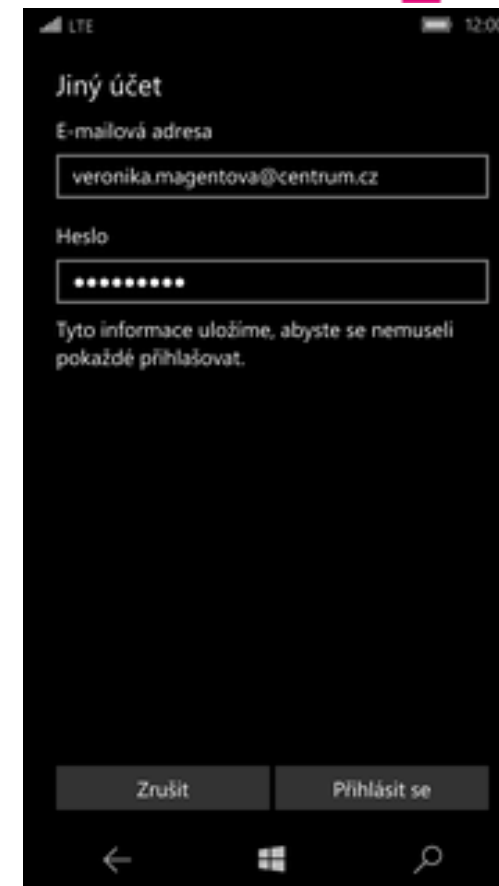 LTE 12:00
Jiný účet
E-mailová adresa
veronika.magentova@centrum.cz
Heslo
•••••••••
Tyto informace uložíme, abyste se nemuseli
pokaždé přihlašovat.
Zrušit Přihlásit se